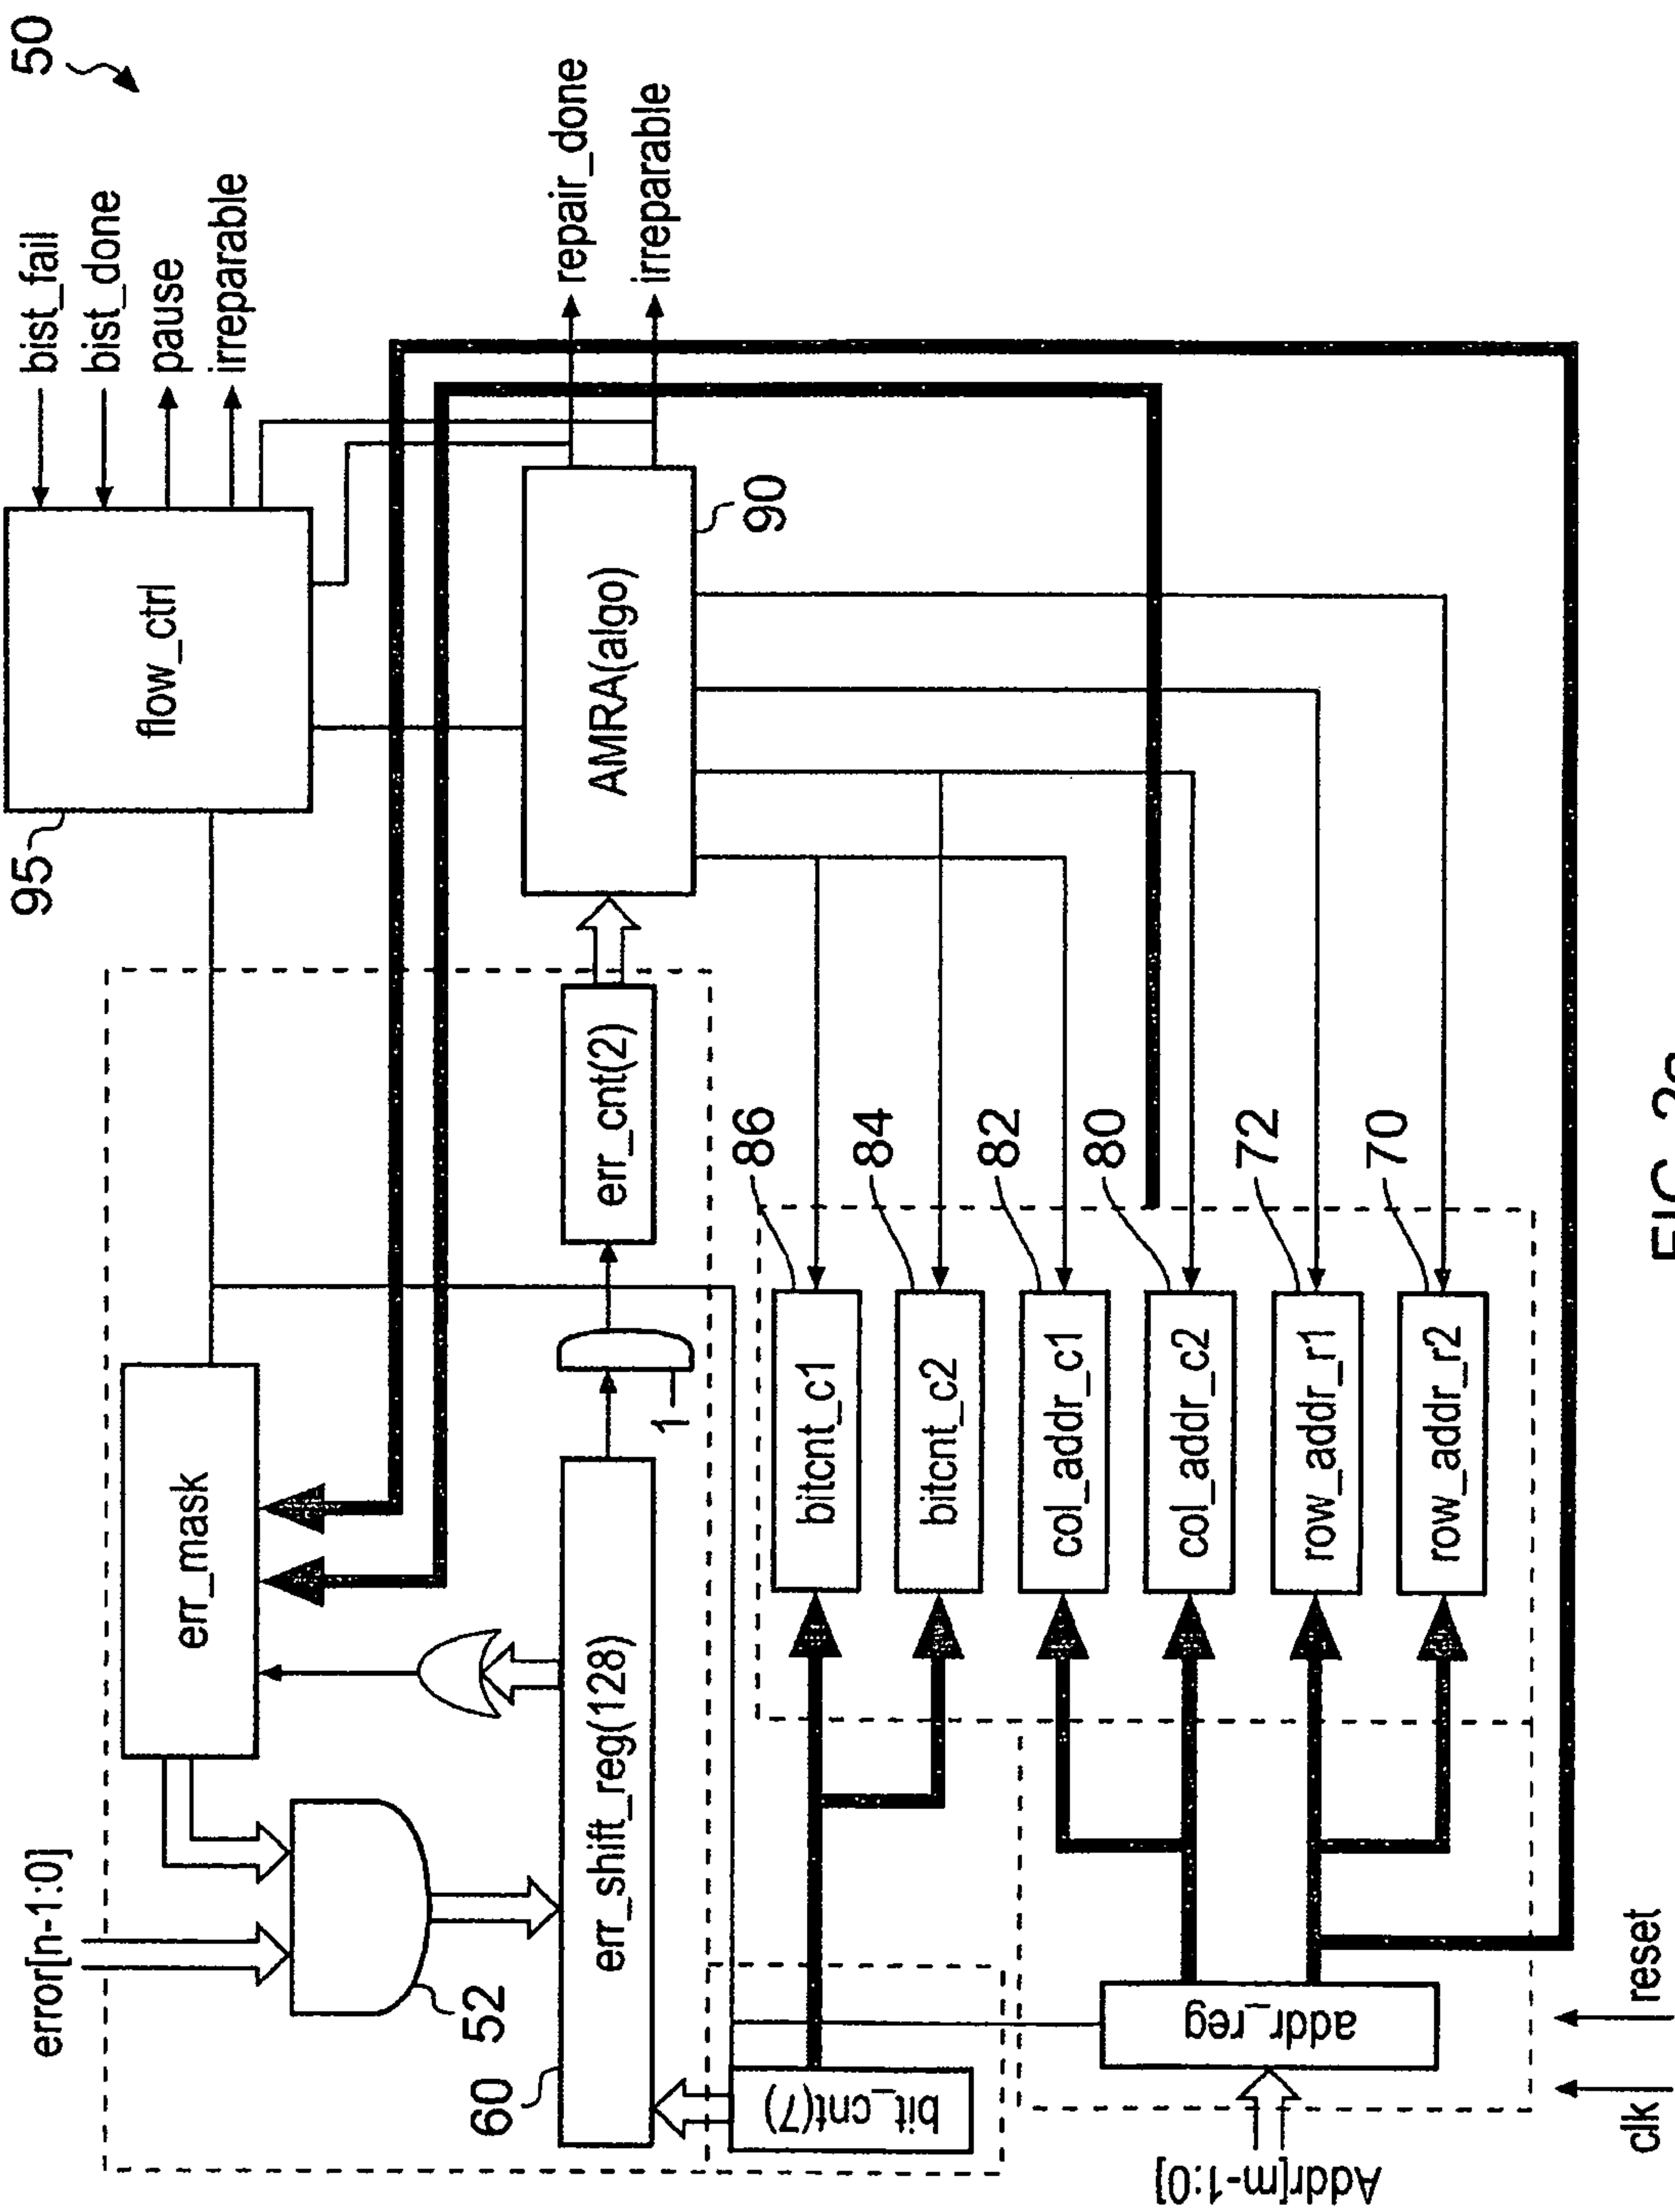 50
bist_fail
bist_done
pause
irreparable
95
flow_ctrl
repair_done
irreparable
90
AMRA(algo)
error[n-1:0]
52
err_mask
60
err_shift_reg(128)
1
err_cnt(2)
bit_cnt(7)
86
bitcnt_c1
84
bitcnt_c2
82
col_addr_c1
80
col_addr_c2
72
row_addr_r1
70
row_addr_r2
addr_reg
Addr[m-1:0]
clk
reset
FIG.